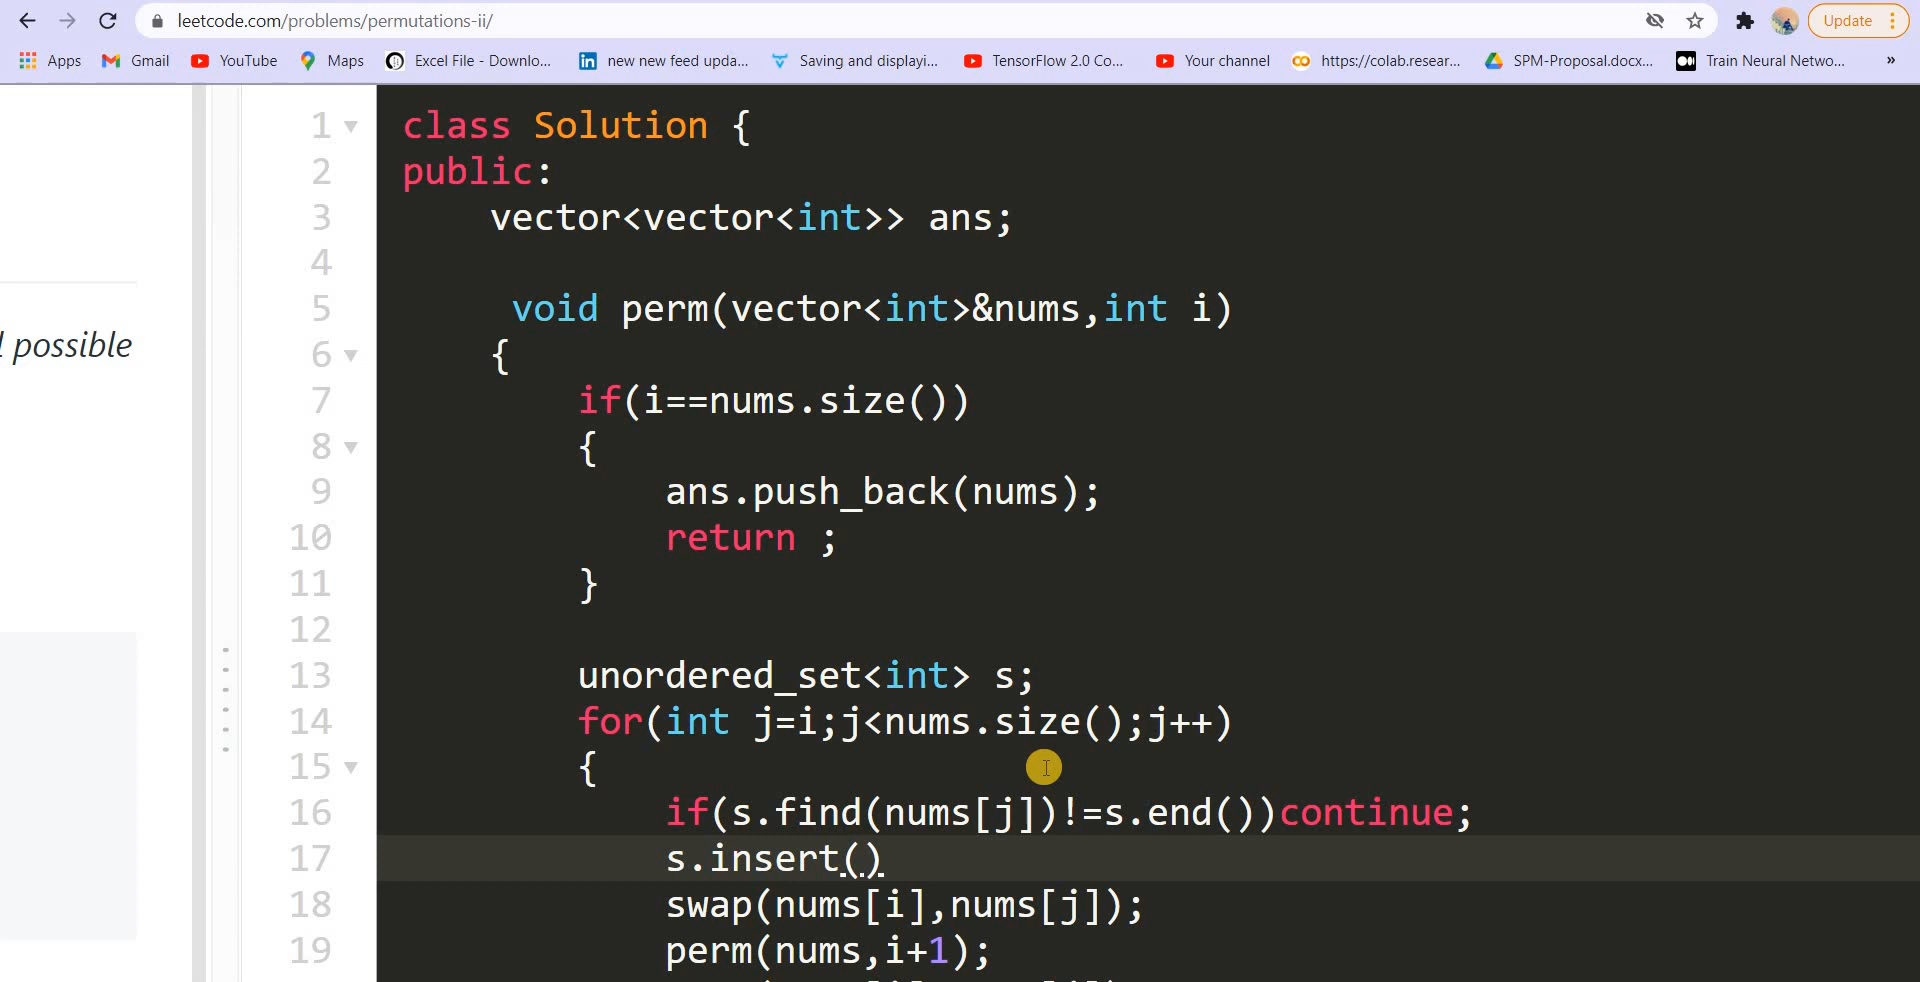 leetcode.com/problems/permutations-ii/
Update
Apps Gmail YouTube Maps Excel File - Downlo... new new feed upda... Saving and displayi... TensorFlow 2.0 Co... Your channel https://colab.resear... SPM-Proposal.docx... Train Neural Netwo... »
l possible
1 class Solution {
2 public:
3 vector<vector<int>> ans;
4
5 void perm(vector<int>&nums,int i)
6 {
7 if(i==nums.size())
8 {
9 ans.push_back(nums);
10 return ;
11 }
12
13 unordered_set<int> s;
14 for(int j=i;j<nums.size();j++)
15 {
16 if(s.find(nums[j])!=s.end())continue;
17 s.insert()
18 swap(nums[i],nums[j]);
19 perm(nums,i+1);